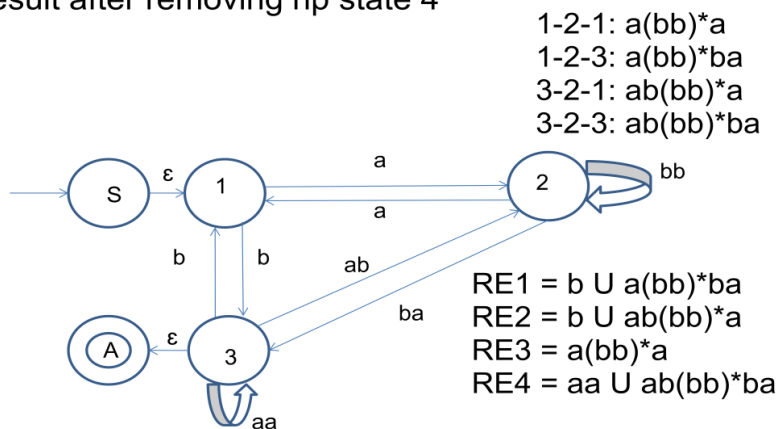 esult after removing rip state 4
1-2-1: a(bb)*a
1-2-3: a(bb)*ba
3-2-1: ab(bb)*a
3-2-3: ab(bb)*ba
S
ε
1
a
a
2
bb
b
b
ab
ba
A
ε
3
aa
RE1 = b U a(bb)*ba
RE2 = b U ab(bb)*a
RE3 = a(bb)*a
RE4 = aa U ab(bb)*ba